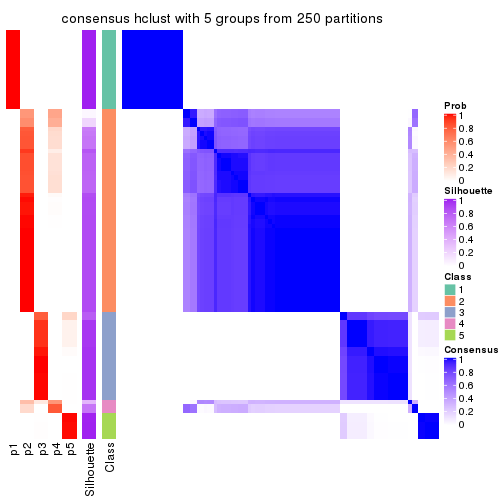 consensus hclust with 5 groups from 250 partitions
Prob
1
0.8
0.6
0.4
0.2
0
Silhouette
1
0.8
0.6
0.4
0.2
0
Class
1
2
3
4
5
Consensus
1
0.8
0.6
0.4
0.2
0
p1
p2
p3
p4
p5
Silhouette
Class